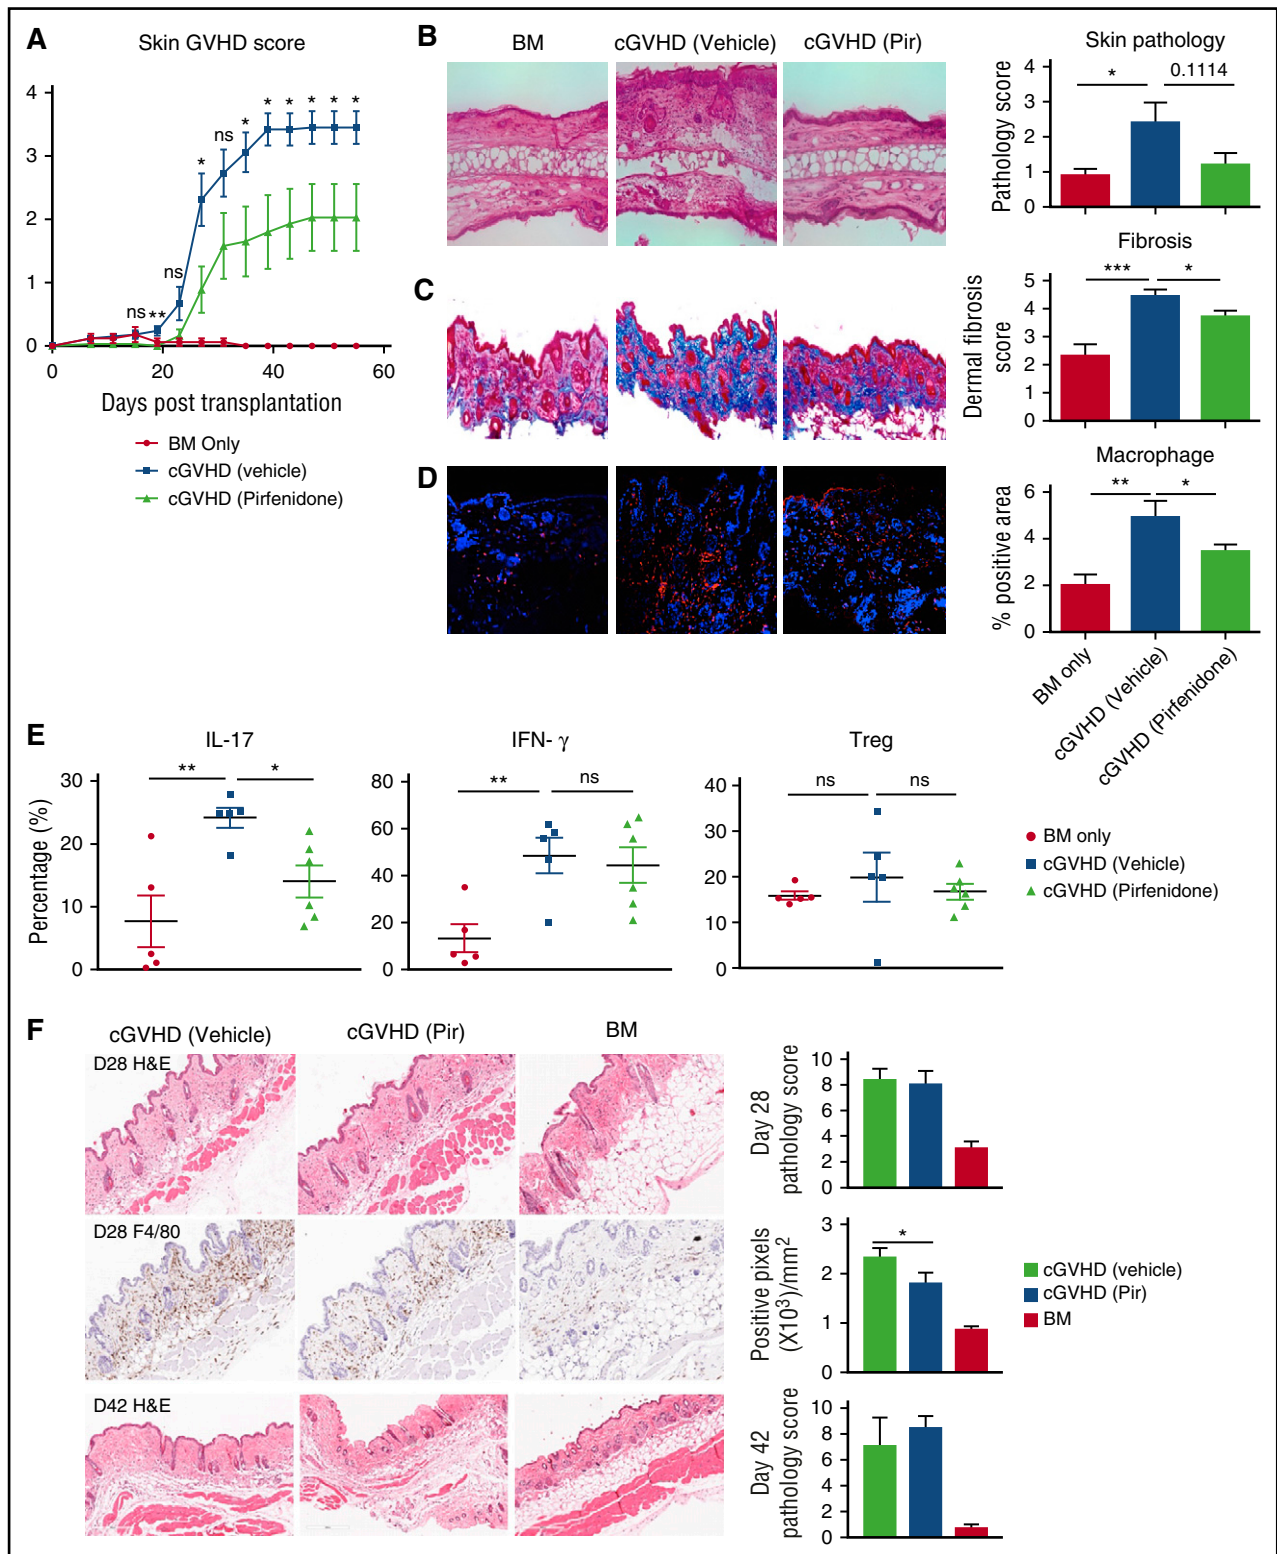 A
Skin GVHD score
4
3
2
1
0
ns
**
ns
*
ns
*
*
*
*
*
*
0
20
40
60
Days post transplantation
BM Only
cGVHD (vehicle)
cGVHD (Pirfenidone)
B
BM
cGVHD (Vehicle)
cGVHD (Pir)
Skin pathology
Pathology score
4
3
2
1
0
*
0.1114
C
Fibrosis
Dermal fibrosis
score
5
4
3
2
1
0
***
*
D
Macrophage
% positive area
6
4
2
0
**
*
BM only
cGVHD (Vehicle)
cGVHD (Pirfenidone)
E
IL-17
Percentage (%)
30
20
10
0
**
*
IFN- γ
80
60
40
20
0
**
ns
Treg
40
30
20
10
0
ns
ns
BM only
cGVHD (Vehicle)
cGVHD (Pirfenidone)
F
cGVHD (Vehicle)
cGVHD (Pir)
BM
D28 H&E
D28 F4/80
D42 H&E
Day 28
pathology score
10
8
6
4
2
0
Positive pixels
(X10³)/mm²
3
2
1
0
*
Day 42
pathology score
10
8
6
4
2
0
cGVHD (vehicle)
cGVHD (Pir)
BM